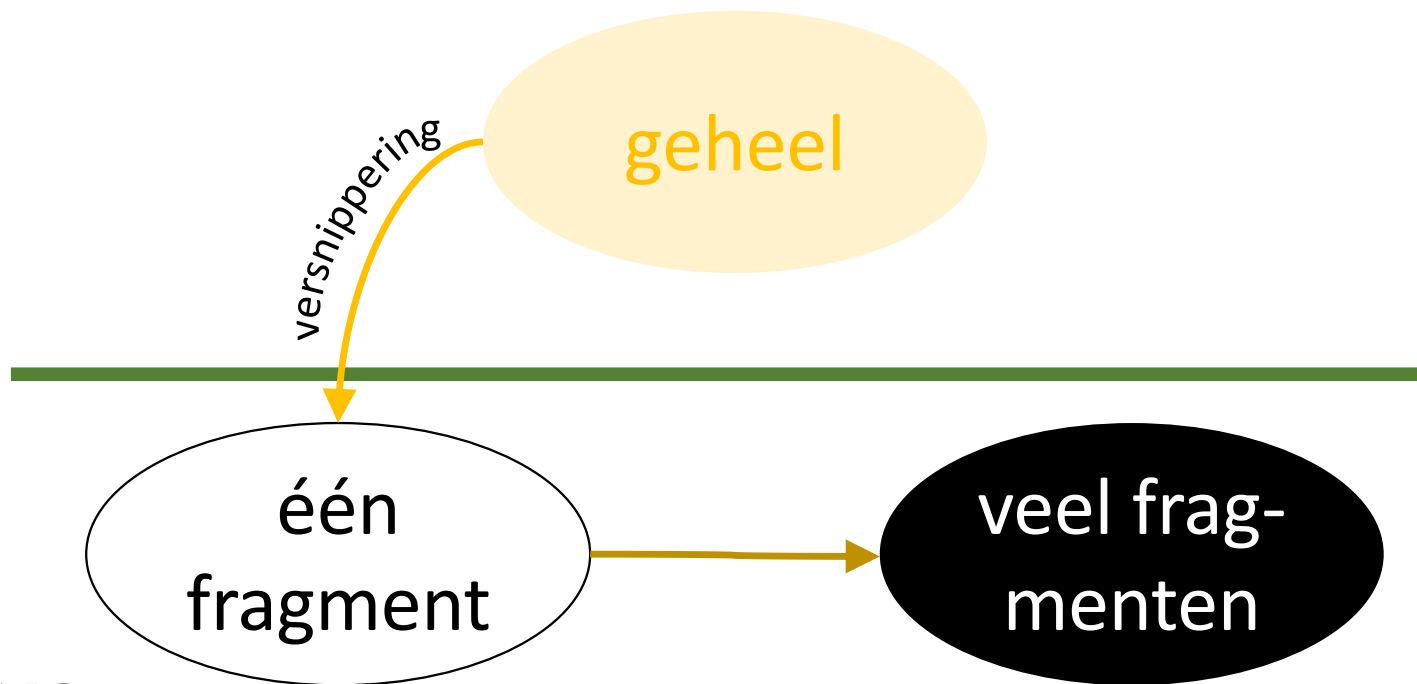 geheel
versnippering
één
fragment
veel frag-
menten